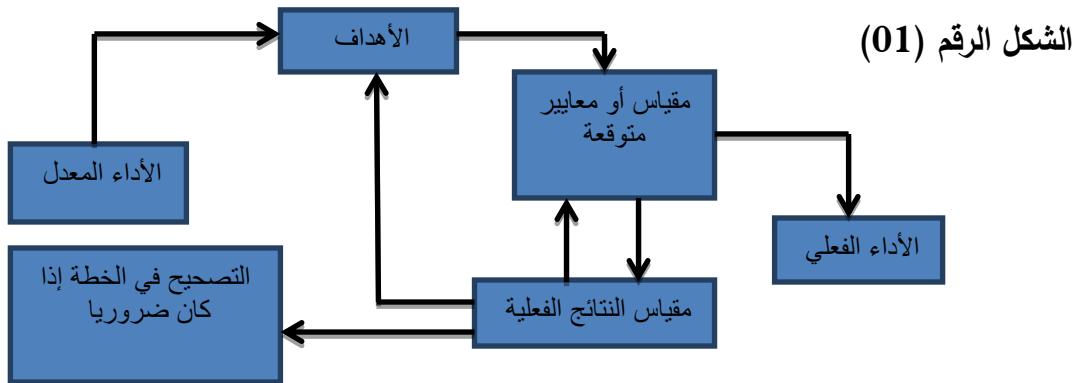 الشكل الرقم (01)
الأهداف
مقياس أو معايير
متوقعة
الأداء المعدل
الأداء الفعلي
التصحيح في الخطة إذا
كان ضروريا
مقياس النتائج الفعلية